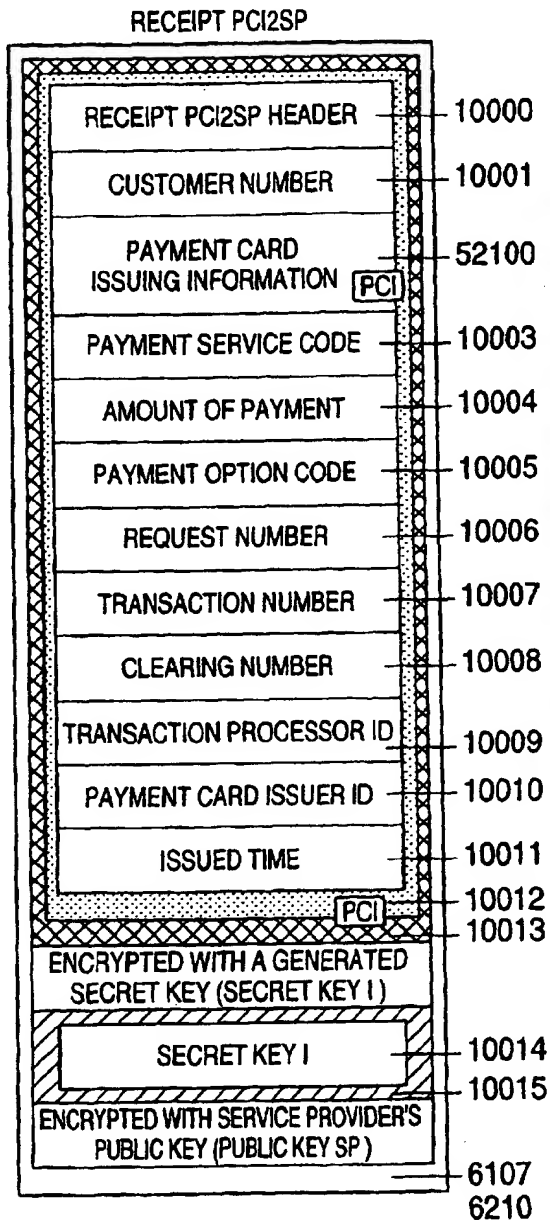 RECEIPT PCI2SP
RECEIPT PCI2SP HEADER 10000
CUSTOMER NUMBER 10001
PAYMENT CARD
ISSUING INFORMATION 52100
PCI
PAYMENT SERVICE CODE 10003
AMOUNT OF PAYMENT 10004
PAYMENT OPTION CODE 10005
REQUEST NUMBER 10006
TRANSACTION NUMBER 10007
CLEARING NUMBER 10008
TRANSACTION PROCESSOR ID 10009
PAYMENT CARD ISSUER ID 10010
ISSUED TIME 10011
PCI 10012
10013
ENCRYPTED WITH A GENERATED
SECRET KEY (SECRET KEY I )
SECRET KEY I 10014
10015
ENCRYPTED WITH SERVICE PROVIDER'S
PUBLIC KEY (PUBLIC KEY SP )
6107
6210